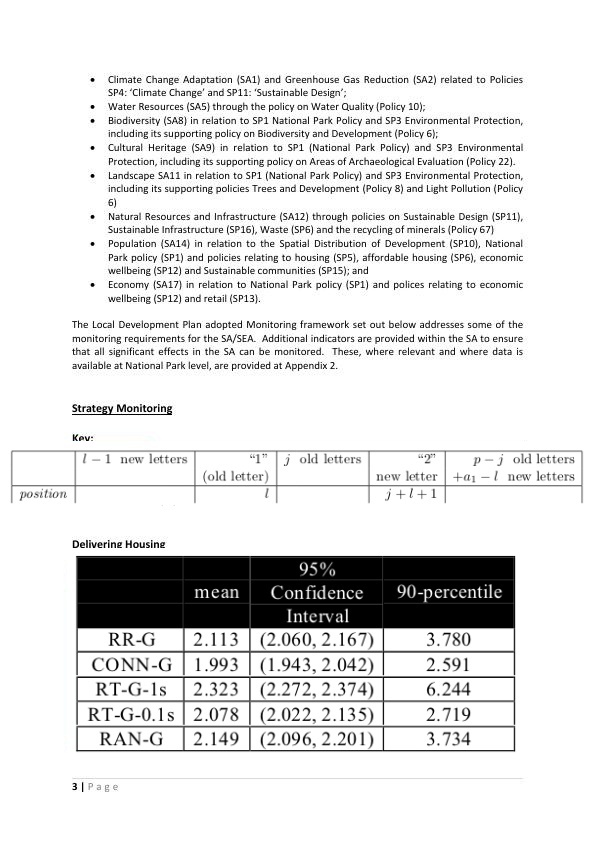 • Climate Change Adaptation (SA1) and Greenhouse Gas Reduction (SA2) related to Policies
SP4: ‘Climate Change’ and SP11: ‘Sustainable Design’;
• Water Resources (SA5) through the policy on Water Quality (Policy 10);
• Biodiversity (SA8) in relation to SP1 National Park Policy and SP3 Environmental Protection,
including its supporting policy on Biodiversity and Development (Policy 6);
• Cultural Heritage (SA9) in relation to SP1 (National Park Policy) and SP3 Environmental
Protection, including its supporting policy on Areas of Archaeological Evaluation (Policy 22).
• Landscape SA11 in relation to SP1 (National Park Policy) and SP3 Environmental Protection,
including its supporting policies Trees and Development (Policy 8) and Light Pollution (Policy
6)
• Natural Resources and Infrastructure (SA12) through policies on Sustainable Design (SP11),
Sustainable Infrastructure (SP16), Waste (SP6) and the recycling of minerals (Policy 67)
• Population (SA14) in relation to the Spatial Distribution of Development (SP10), National
Park policy (SP1) and policies relating to housing (SP5), affordable housing (SP6), economic
wellbeing (SP12) and Sustainable communities (SP15); and
• Economy (SA17) in relation to National Park policy (SP1) and polices relating to economic
wellbeing (SP12) and retail (SP13).
The Local Development Plan adopted Monitoring framework set out below addresses some of the
monitoring requirements for the SA/SEA. Additional indicators are provided within the SA to ensure
that all significant effects in the SA can be monitored. These, where relevant and where data is
available at National Park level, are provided at Appendix 2.
Strategy Monitoring
Key:
l − 1 new letters “1” j old letters “2” p − j old letters
(old letter) new letter +a₁ − l new letters
position l j + l + 1
Delivering Housing
95%
mean Confidence 90-percentile
Interval
RR-G 2.113 (2.060, 2.167) 3.780
CONN-G 1.993 (1.943, 2.042) 2.591
RT-G-1s 2.323 (2.272, 2.374) 6.244
RT-G-0.1s 2.078 (2.022, 2.135) 2.719
RAN-G 2.149 (2.096, 2.201) 3.734
3 | Page